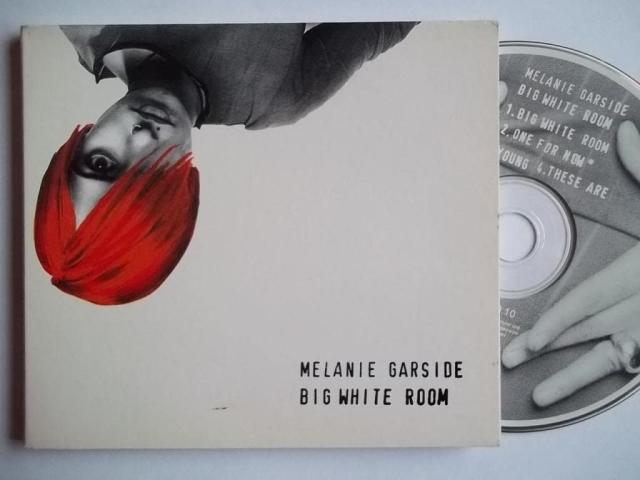 MELANIE GARSIDE
BIG WHITE ROOM
MELANIE GARSIDE
BIG WHITE ROOM
1. BIG WHITE ROOM
2. ONE FOR NOW*
YOUNG 4. THESE ARE
10